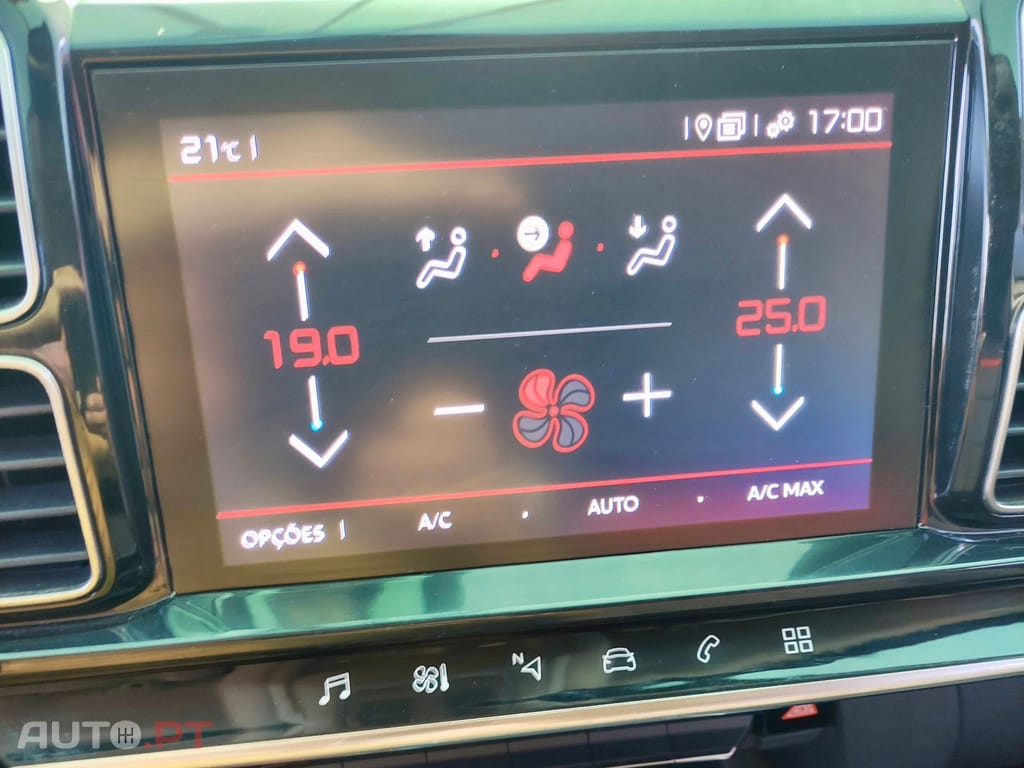 21°C
17:00
19.0
25.0
OPÇÕES A/C AUTO A/C MAX
N
AUTO.PT